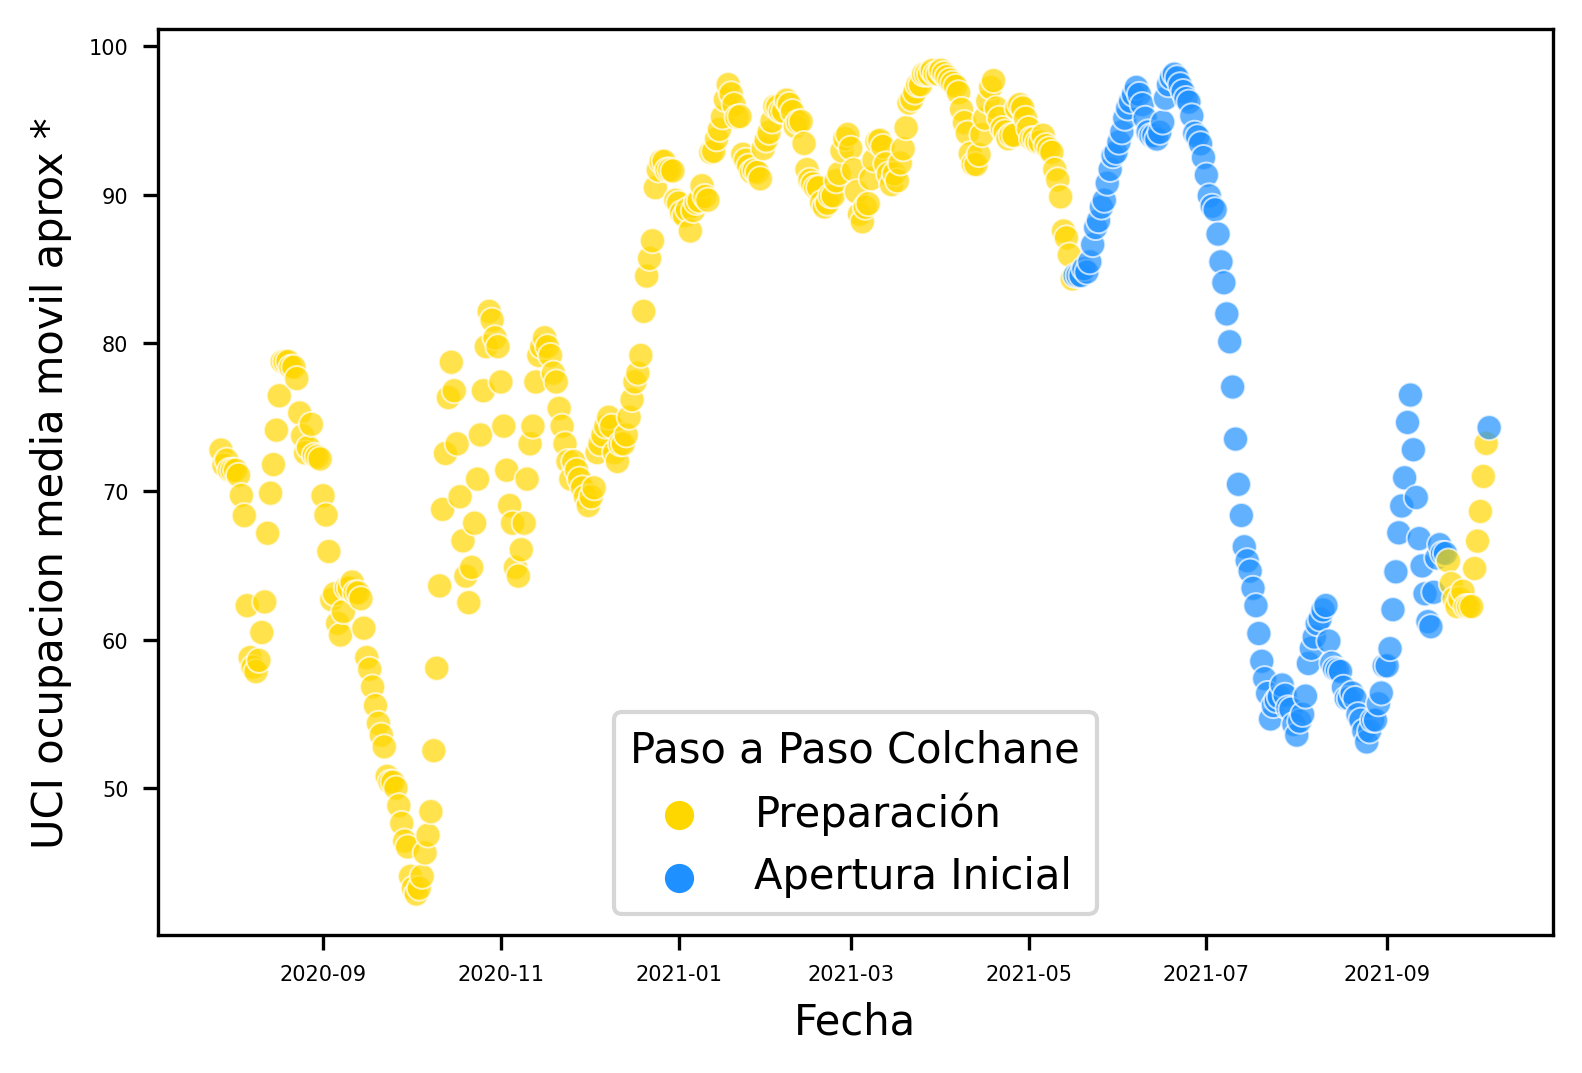 UCI ocupacion media movil aprox *
100
90
80
70
60
50
Paso a Paso Colchane
Preparación
Apertura Inicial
2020-09 2020-11 2021-01 2021-03 2021-05 2021-07 2021-09
Fecha